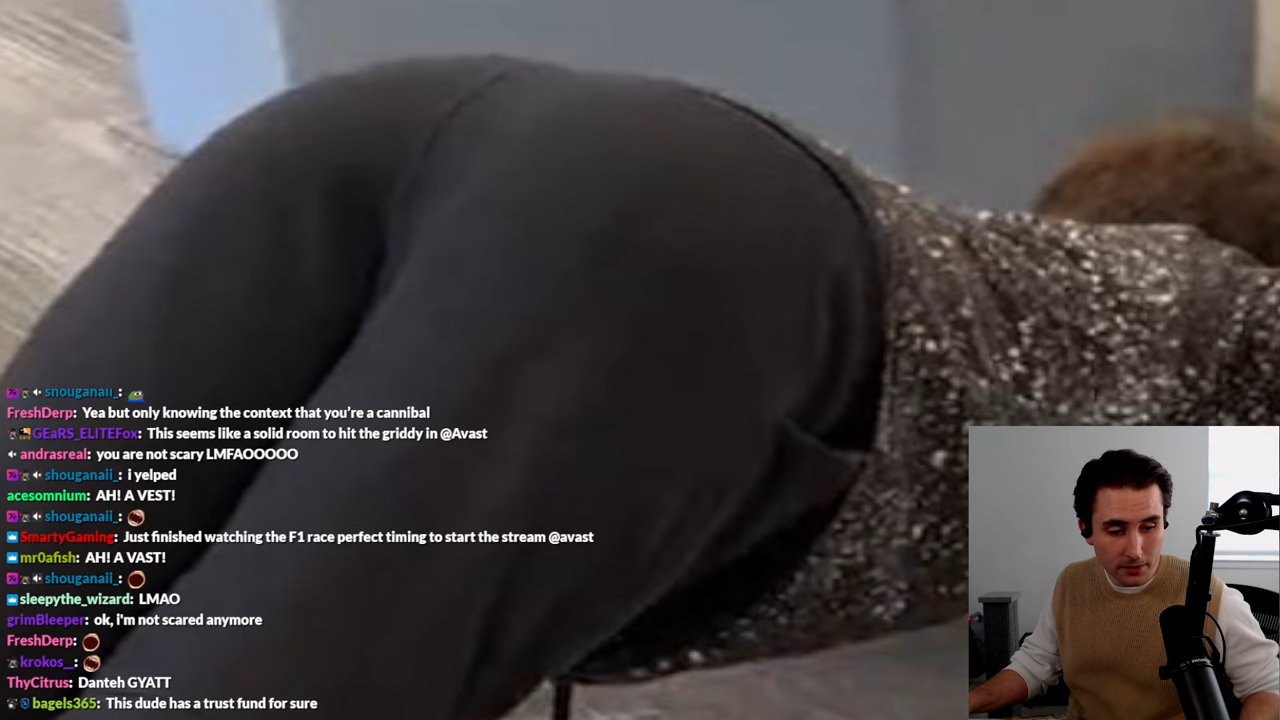 snouganaii_:
FreshDerp: Yea but only knowing the context that you're a cannibal
GEaRS_ELITEFox: This seems like a solid room to hit the griddy in @Avast
andrasreal: you are not scary LMFAOOOOO
shouganaii_: i yelped
acesomnium: AH! A VEST!
shouganaii_:
SmartyGaming: Just finished watching the F1 race perfect timing to start the stream @avast
mr0afish: AH! A VAST!
shouganaii_:
sleepythe_wizard: LMAO
grimBleeper: ok, I'm not scared anymore
FreshDerp:
krokos__:
ThyCitrus: Danteh GYATT
bagels365: This dude has a trust fund for sure